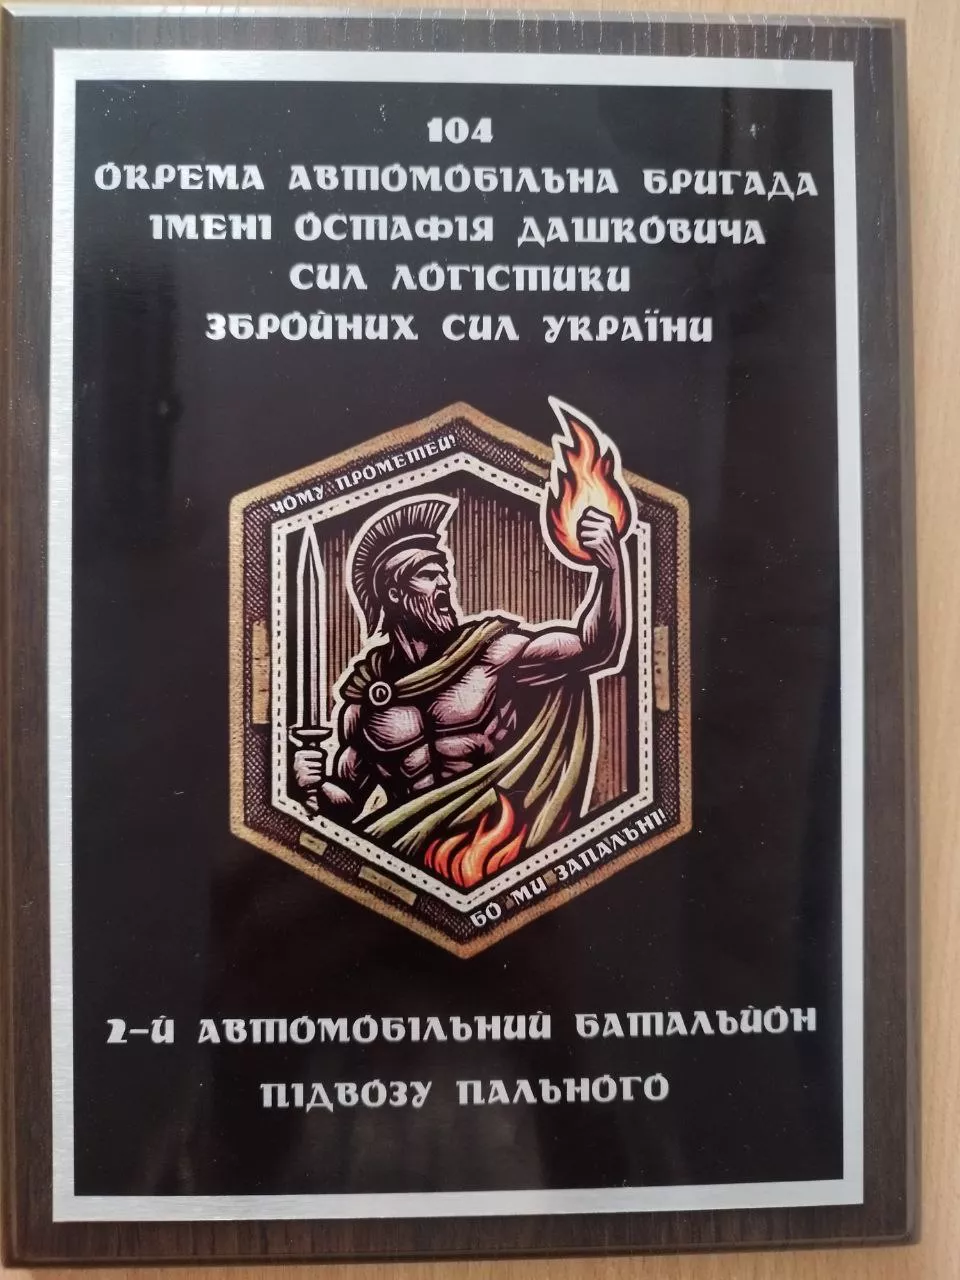 104
ОКРЕМА АВТОМОБІЛЬНА БРИГАДА
ІМЕНІ ОСТАФІЯ ДАШКОВИЧА
СИЛ ЛОГІСТИКИ
ЗБРОЙНИХ СИЛ УКРАЇНИ
ЧОМУ ПРОМЕТЕЙ?
БО МИ ЗАПАЛЬНІ!
2-Й АВТОМОБІЛЬНИЙ БАТАЛЬЙОН
ПІДВОЗУ ПАЛЬНОГО